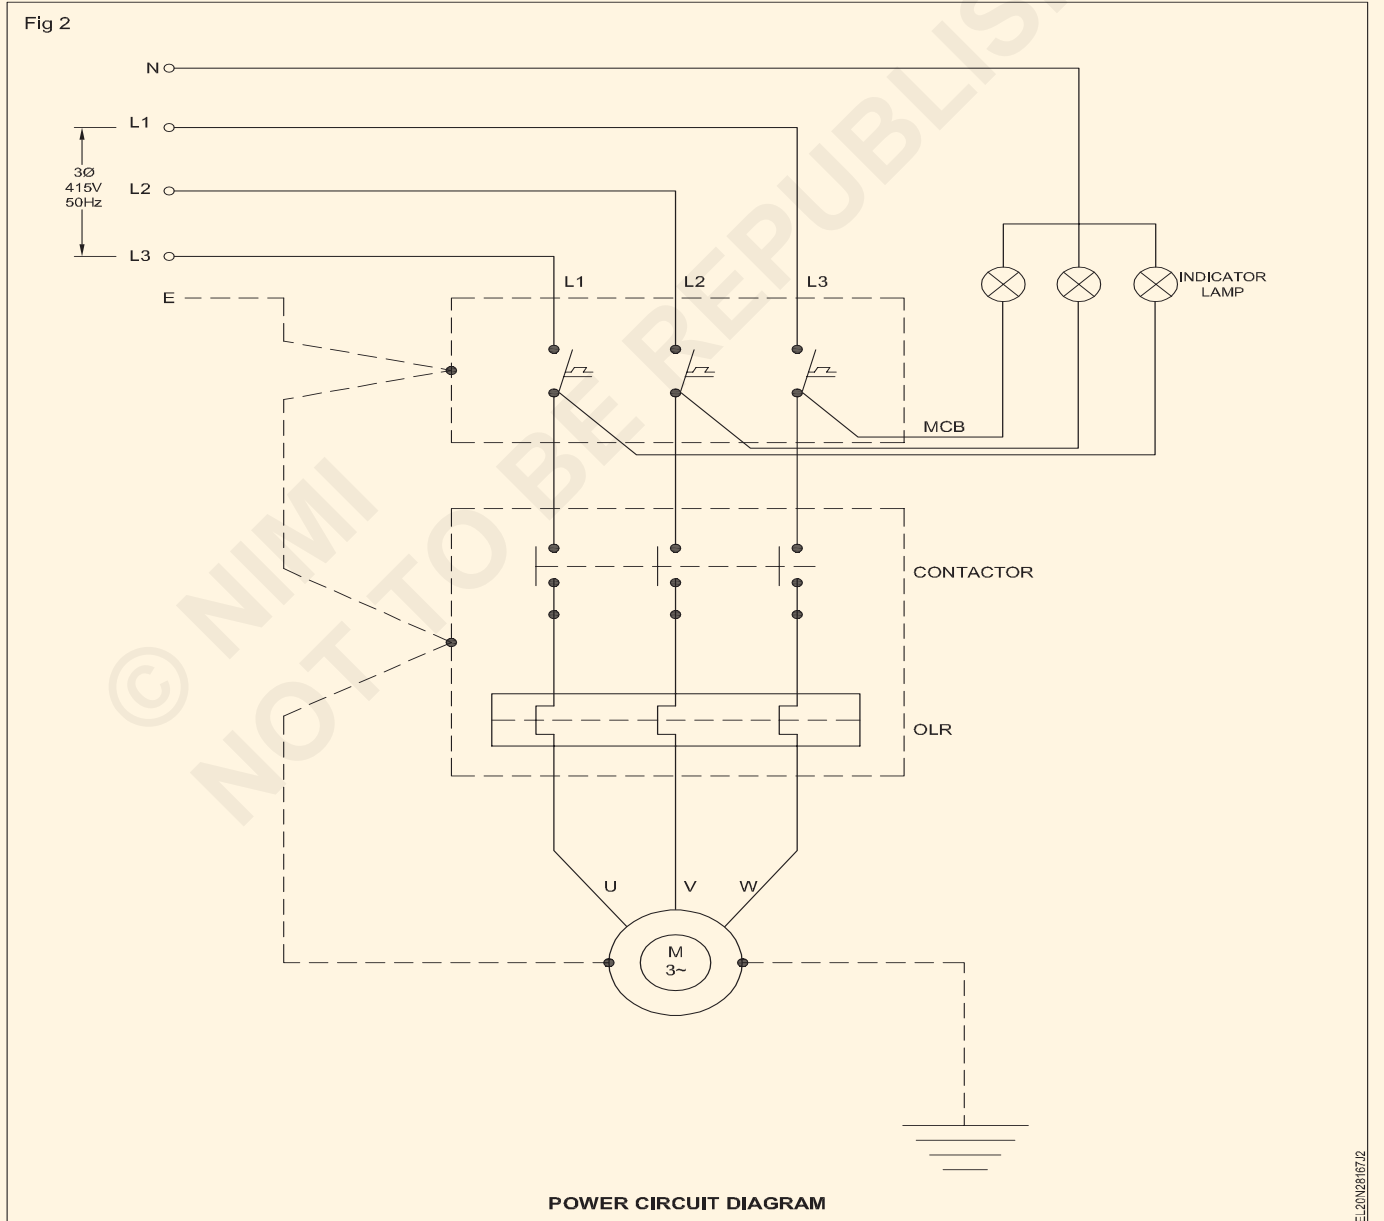 Fig 2
N
L1
3Ø
415V
50Hz
L2
L3
E
L1 L2 L3
INDICATOR
LAMP
MCB
CONTACTOR
OLR
U V W
M
3~
POWER CIRCUIT DIAGRAM
EL20N28167J2
© NIMI
NOT TO BE REPUBLIS